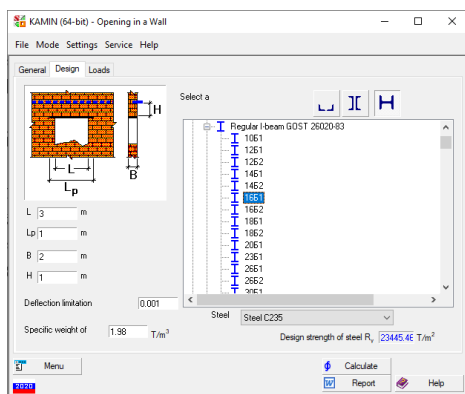 KAMIN (64-bit) - Opening in a Wall
File Mode Settings Service Help
General Design Loads
H
L
Lp
B
Select a
Regular I-beam GOST 26020-83
10Б1
12Б1
12Б2
14Б1
14Б2
16Б1
16Б2
18Б1
18Б2
20Б1
23Б1
26Б1
26Б2
30Б1
L 3 m
Lp 1 m
B 2 m
H 1 m
Deflection limitation 0.001
Specific weight of 1.98 T/m³
Steel Steel C235
Design strength of steel Ry 23445.46 T/m²
Menu
Calculate
2020
Report
Help